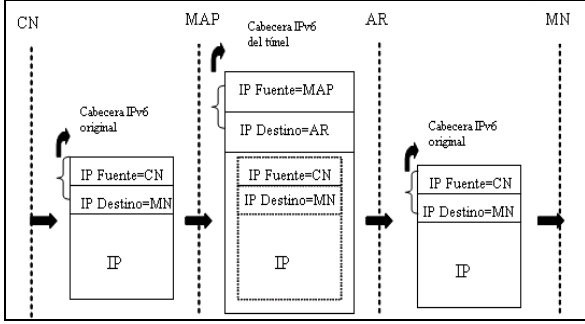 CN
MAP
AR
MN
Cabecera IPv6
original
IP Fuente=CN
IP Destino=MN
IP
Cabecera IPv6
del túnel
IP Fuente=MAP
IP Destino=AR
IP Fuente=CN
IP Destino=MN
IP
Cabecera IPv6
original
IP Fuente=CN
IP Destino=MN
IP